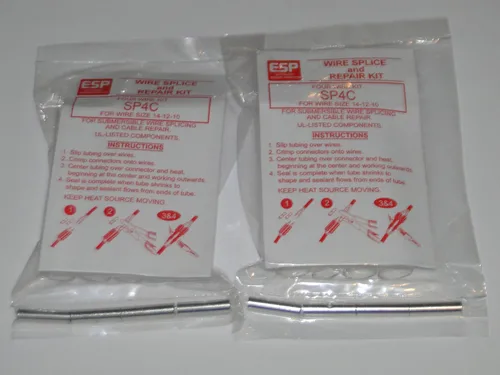 ESP
WIRE SPLICE
and
REPAIR KIT
SP4C
FOR WIRE SIZE 14-12-10
FOR SUBMERSIBLE WIRE SPLICING
AND CABLE REPAIR.
UL-LISTED COMPONENTS.
INSTRUCTIONS
1. Slip tubing over wires.
2. Crimp connectors onto wire.
3. Center tubing over connector and heat,
beginning at the center and working outwards.
4. Seal is complete when tube shrinks to
shape and sealant flows from ends of tube.
KEEP HEAT SOURCE MOVING.
1
2
3&4
ESP
WIRE SPLICE
and
REPAIR KIT
FOUR KIT
SP4C
FOR WIRE SIZE 14-12-10
FOR SUBMERSIBLE WIRE SPLICING
AND CABLE REPAIR.
UL-LISTED COMPONENTS.
INSTRUCTIONS
1. Slip tubing over wires.
2. Crimp connectors onto wire.
3. Center tubing over connector and heat,
beginning at the center and working outwards.
4. Seal is complete when tube shrinks to
shape and sealant flows from ends of tube.
KEEP HEAT SOURCE MOVING.
1
2
3&4